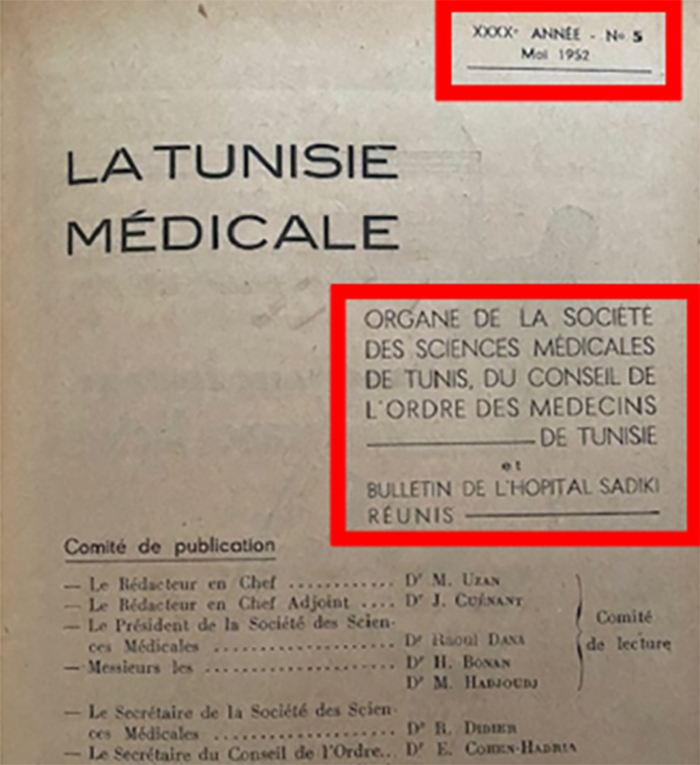 XXXXe ANNÉE - No 5
Mai 1952
LA TUNISIE
MÉDICALE
ORGANE DE LA SOCIÉTÉ
DES SCIENCES MÉDICALES
DE TUNIS, DU CONSEIL DE
L'ORDRE DES MEDECINS
DE TUNISIE
et
BULLETIN DE L'HOPITAL SADIKI
RÉUNIS
Comité de publication
— Le Rédacteur en Chef ............ Dr M. UZAN
— Le Rédacteur en Chef Adjoint .... Dr J. CUÉNANT
— Le Président de la Société des Scien-
ces Médicales .................... Dr Raoul DANA
— Messieurs les .................... Dr H. BONAN
Dr M. HADJOUDJ
Comité
de lecture
— Le Secrétaire de la Société des Scien-
ces Médicales .................... Dr R. DIDIER
— Le Secrétaire du Conseil de l'Ordre.. Dr E. COHEN-HADRIA